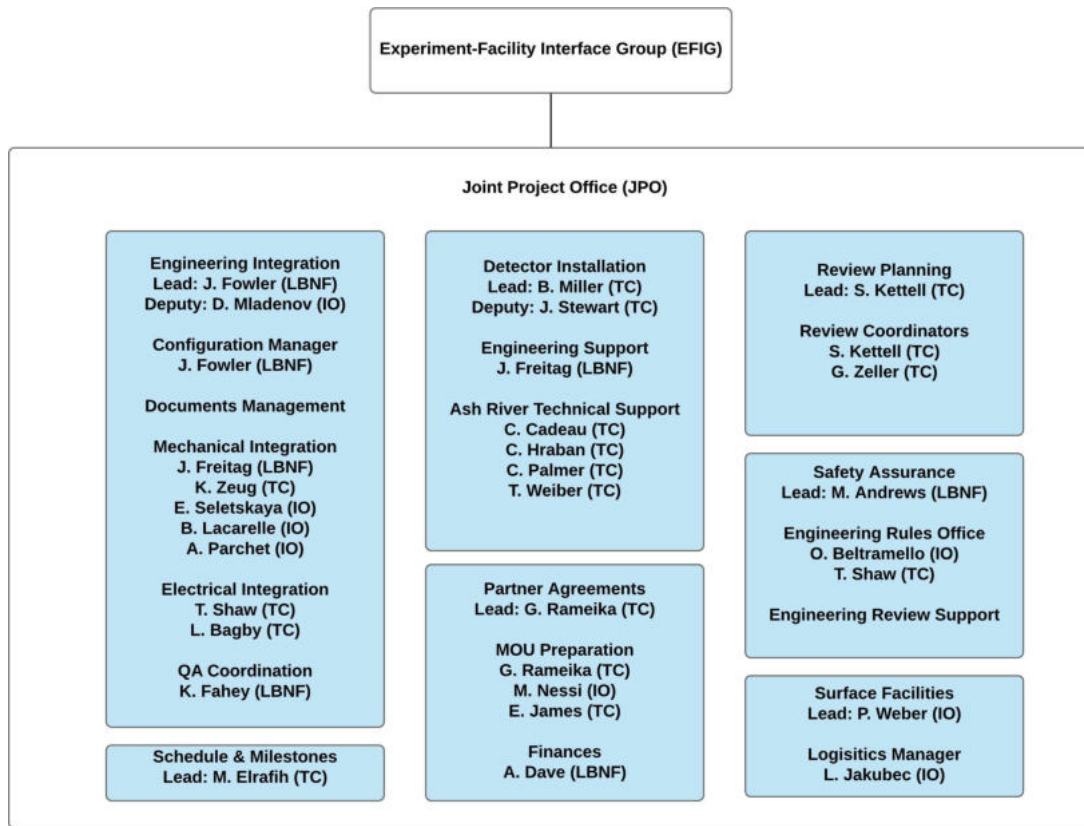 Experiment-Facility Interface Group (EFIG)
Joint Project Office (JPO)
Engineering Integration
Lead: J. Fowler (LBNF)
Deputy: D. Mladenov (IO)
Configuration Manager
J. Fowler (LBNF)
Documents Management
Mechanical Integration
J. Freitag (LBNF)
K. Zeug (TC)
E. Seletskaya (IO)
B. Lacarelle (IO)
A. Parchet (IO)
Electrical Integration
T. Shaw (TC)
L. Bagby (TC)
QA Coordination
K. Fahey (LBNF)
Schedule & Milestones
Lead: M. Elrafih (TC)
Detector Installation
Lead: B. Miller (TC)
Deputy: J. Stewart (TC)
Engineering Support
J. Freitag (LBNF)
Ash River Technical Support
C. Cadeau (TC)
C. Hraban (TC)
C. Palmer (TC)
T. Weiber (TC)
Partner Agreements
Lead: G. Rameika (TC)
MOU Preparation
G. Rameika (TC)
M. Nessi (IO)
E. James (TC)
Finances
A. Dave (LBNF)
Review Planning
Lead: S. Kettell (TC)
Review Coordinators
S. Kettell (TC)
G. Zeller (TC)
Safety Assurance
Lead: M. Andrews (LBNF)
Engineering Rules Office
O. Beltramello (IO)
T. Shaw (TC)
Engineering Review Support
Surface Facilities
Lead: P. Weber (IO)
Logisitics Manager
L. Jakubec (IO)